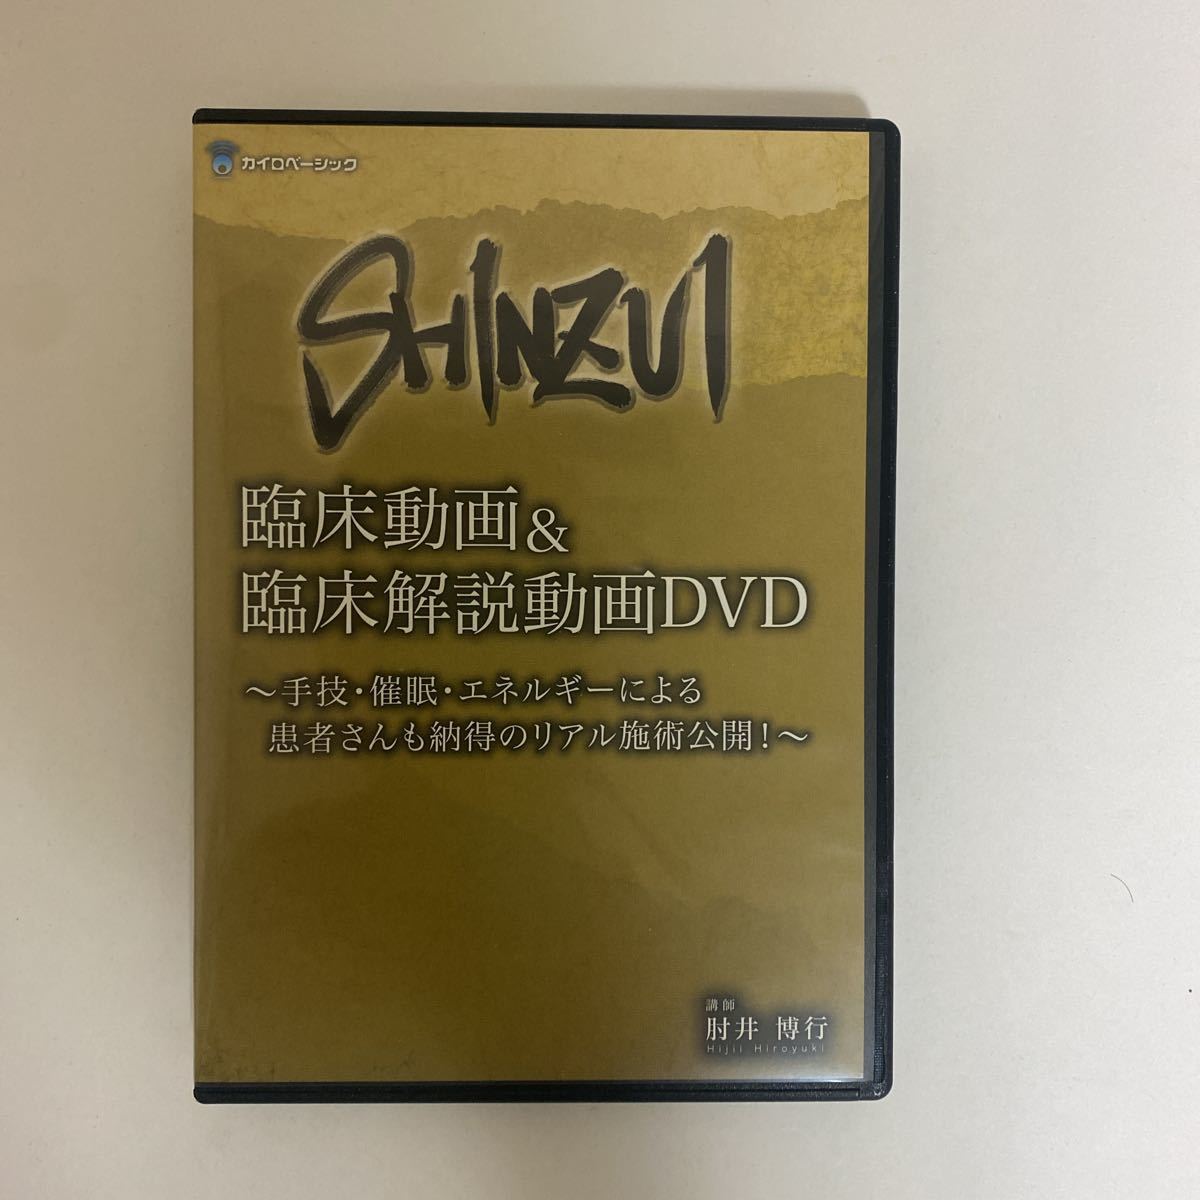 カイロベーシック
SHINZUI
臨床動画&
臨床解説動画DVD
～手技・催眠・エネルギーによる
患者さんも納得のリアル施術公開！～
講師
肘井 博行
Hijii Hiroyuki